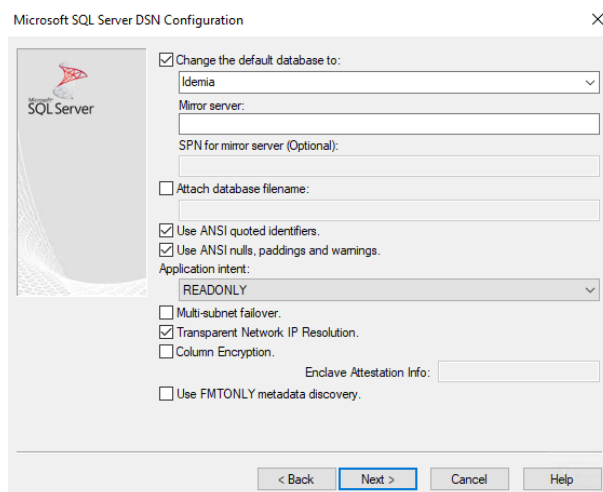 Microsoft SQL Server DSN Configuration
Microsoft
SQL Server
Change the default database to:
Idemia
Mirror server:
SPN for mirror server (Optional):
Attach database filename:
Use ANSI quoted identifiers.
Use ANSI nulls, paddings and warnings.
Application intent:
READONLY
Multi-subnet failover.
Transparent Network IP Resolution.
Column Encryption.
Enclave Attestation Info:
Use FMTONLY metadata discovery.
< Back Next > Cancel Help